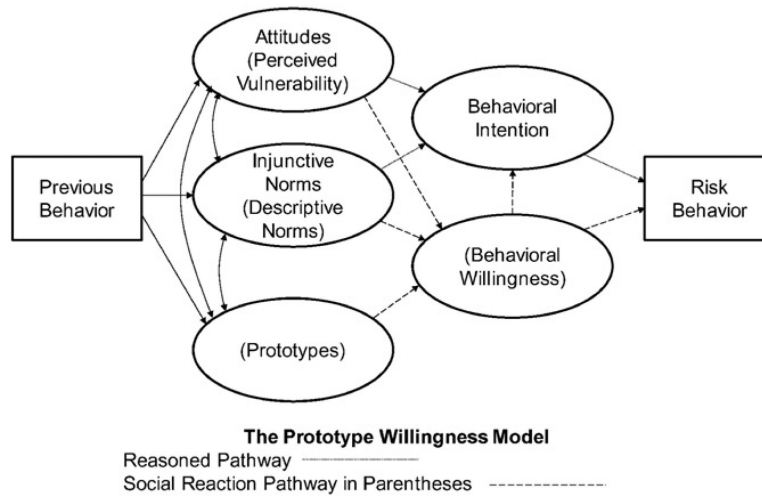 Attitudes
(Perceived
Vulnerability)
Behavioral
Intention
Previous
Behavior
Injunctive
Norms
(Descriptive
Norms)
Risk
Behavior
(Behavioral
Willingness)
(Prototypes)
The Prototype Willingness Model
Reasoned Pathway
Social Reaction Pathway in Parentheses